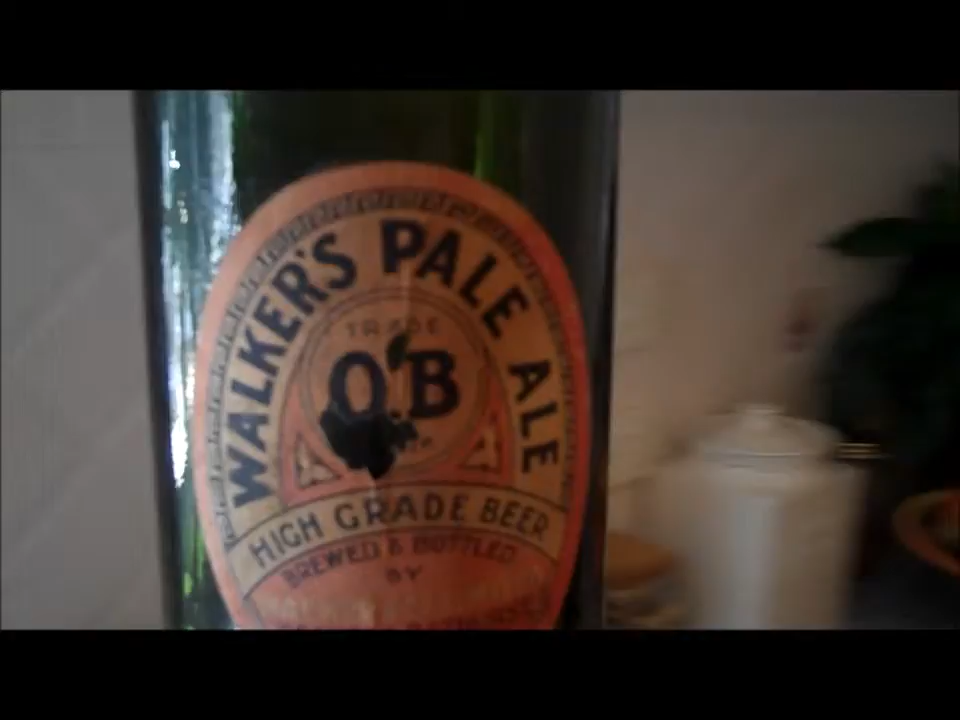 WALKER'S PALE ALE
TRADE
O.B
HIGH GRADE BEER
BREWED & BOTTLED
BY